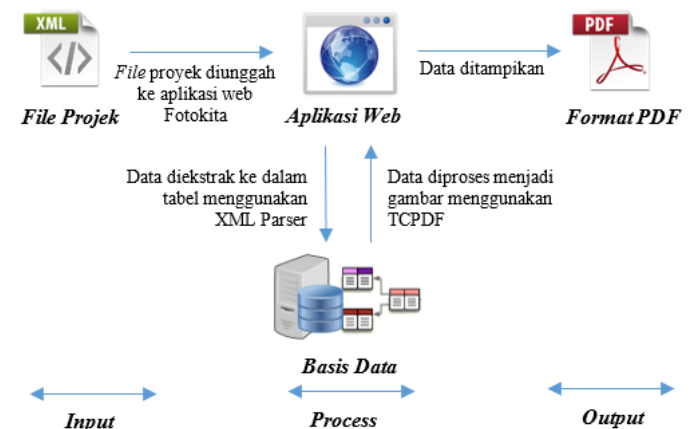 XML
PDF
File proyek diunggah
ke aplikasi web
Fotokita
Data ditampikan
File Projek
Aplikasi Web
Format PDF
Data diekstrak ke dalam
tabel menggunakan
XML Parser
Data diproses menjadi
gambar menggunakan
TCPDF
Basis Data
Input
Process
Output